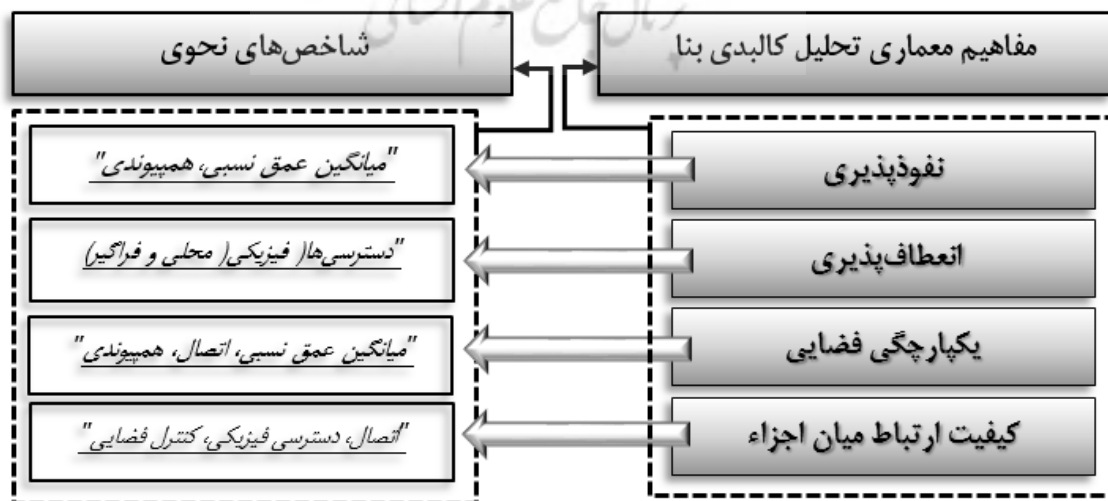 مفاهیم معماری تحلیل کالبدی بنا
شاخص‌های نحوی
نفوذپذیری
"میانگین عمق نسبی، همپیوندی"
انعطاف‌پذیری
"دسترسی‌ها( فیزیکی( محلی و فراگیر)
یکپارچگی فضایی
"میانگین عمق نسبی، اتصال، همپیوندی"
کیفیت ارتباط میان اجزاء
"اتصال، دسترسی فیزیکی، کنترل فضایی"